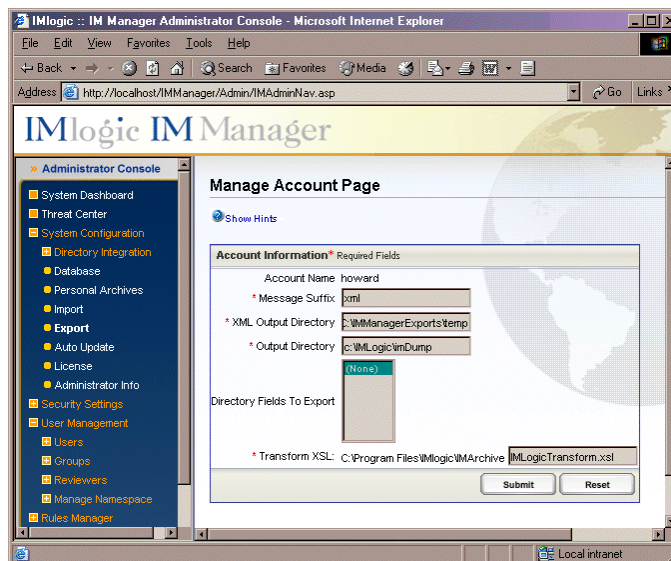 IMlogic :: IM Manager Administrator Console - Microsoft Internet Explorer
File Edit View Favorites Tools Help
Back Search Favorites Media
Address http://localhost/IMManager/Admin/IMAdminNav.asp Go Links
IMlogic IM Manager
» Administrator Console
System Dashboard
Threat Center
System Configuration
Directory Integration
Database
Personal Archives
Import
Export
Auto Update
License
Administrator Info
Security Settings
User Management
Users
Groups
Reviewers
Manage Namespace
Rules Manager
Manage Account Page
Show Hints
Account Information* Required Fields
Account Name howard
* Message Suffix xml
* XML Output Directory C:\IMManagerExports\temp
* Output Directory c:\IMLogic\imDump
Directory Fields To Export (None)
* Transform XSL: C:\Program Files\IMlogic\IMArchive IMLogicTransform.xsl
Submit Reset
Local intranet